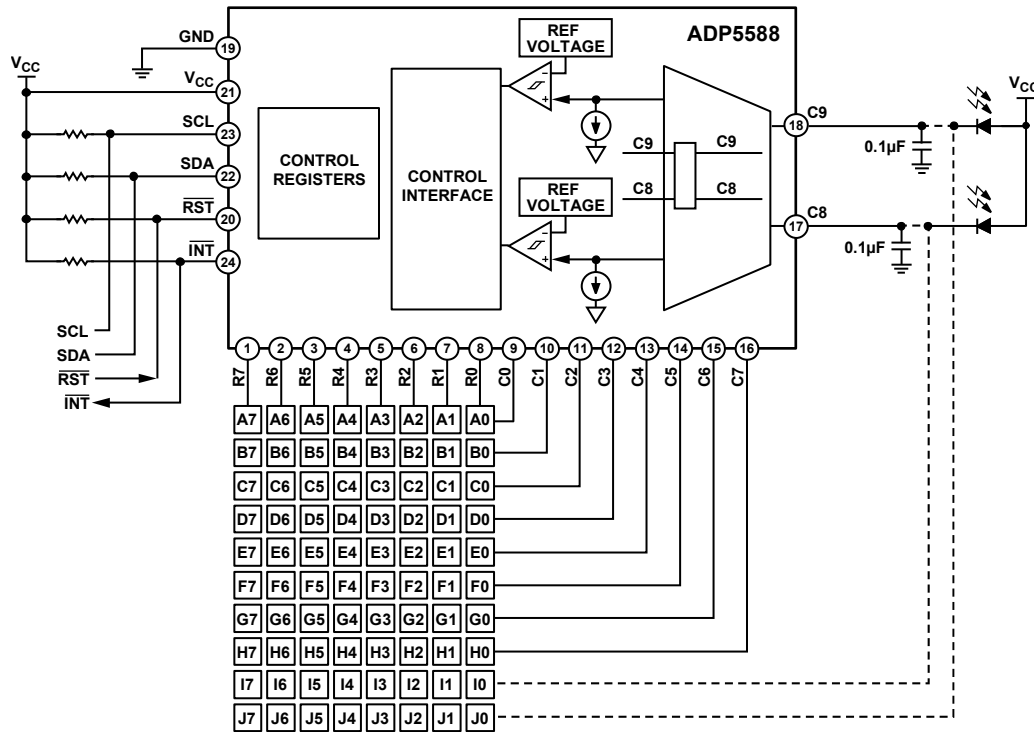 REF
VOLTAGE
ADP5588
GND
19
VCC
VCC
21
SCL
23
SDA
22
RST
20
INT
24
CONTROL
REGISTERS
CONTROL
INTERFACE
–
+
C9
C9
C8
C8
REF
VOLTAGE
–
+
18
C9
17
C8
0.1µF
0.1µF
VCC
SCL
SDA
RST
INT
1 2 3 4 5 6 7 8 9 10 11 12 13 14 15 16
R7 R6 R5 R4 R3 R2 R1 R0 C0 C1 C2 C3 C4 C5 C6 C7
A7 A6 A5 A4 A3 A2 A1 A0
B7 B6 B5 B4 B3 B2 B1 B0
C7 C6 C5 C4 C3 C2 C1 C0
D7 D6 D5 D4 D3 D2 D1 D0
E7 E6 E5 E4 E3 E2 E1 E0
F7 F6 F5 F4 F3 F2 F1 F0
G7 G6 G5 G4 G3 G2 G1 G0
H7 H6 H5 H4 H3 H2 H1 H0
I7 I6 I5 I4 I3 I2 I1 I0
J7 J6 J5 J4 J3 J2 J1 J0